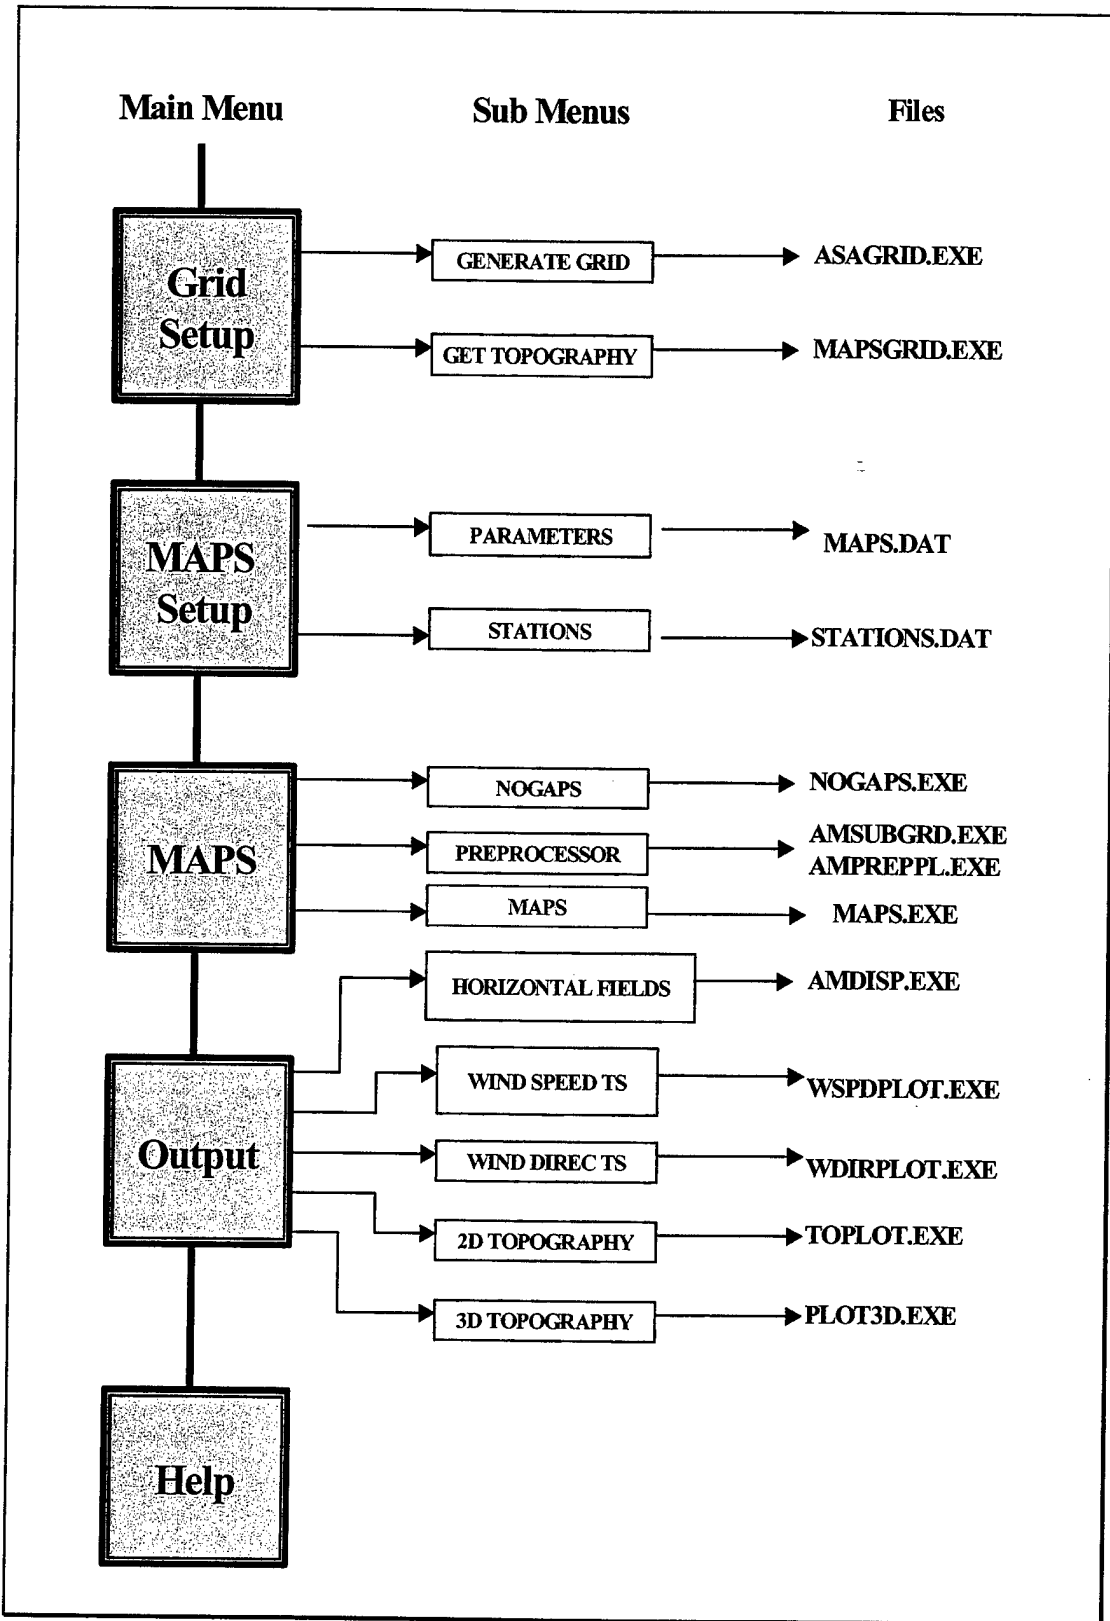 Main Menu
Sub Menus
Files
Grid
Setup
GENERATE GRID
ASAGRID.EXE
GET TOPOGRAPHY
MAPSGRID.EXE
MAPS
Setup
PARAMETERS
MAPS.DAT
STATIONS
STATIONS.DAT
MAPS
NOGAPS
NOGAPS.EXE
PREPROCESSOR
AMSUBGRD.EXE
AMPREPPL.EXE
MAPS
MAPS.EXE
Output
HORIZONTAL FIELDS
AMDISP.EXE
WIND SPEED TS
WSPDPLOT.EXE
WIND DIREC TS
WDIRPLOT.EXE
2D TOPOGRAPHY
TOPLOT.EXE
3D TOPOGRAPHY
PLOT3D.EXE
Help